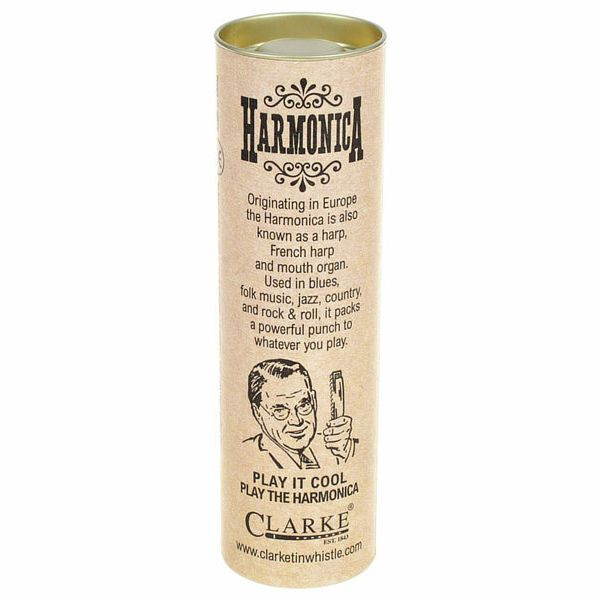 HARMONICA
Originating in Europe
the Harmonica is also
known as a harp,
French harp
and mouth organ.
Used in blues,
folk music, jazz, country,
and rock & roll, it packs
a powerful punch to
whatever you play.
PLAY IT COOL
PLAY THE HARMONICA
CLARKE®
EST. 1843
www.clarketinwhistle.com